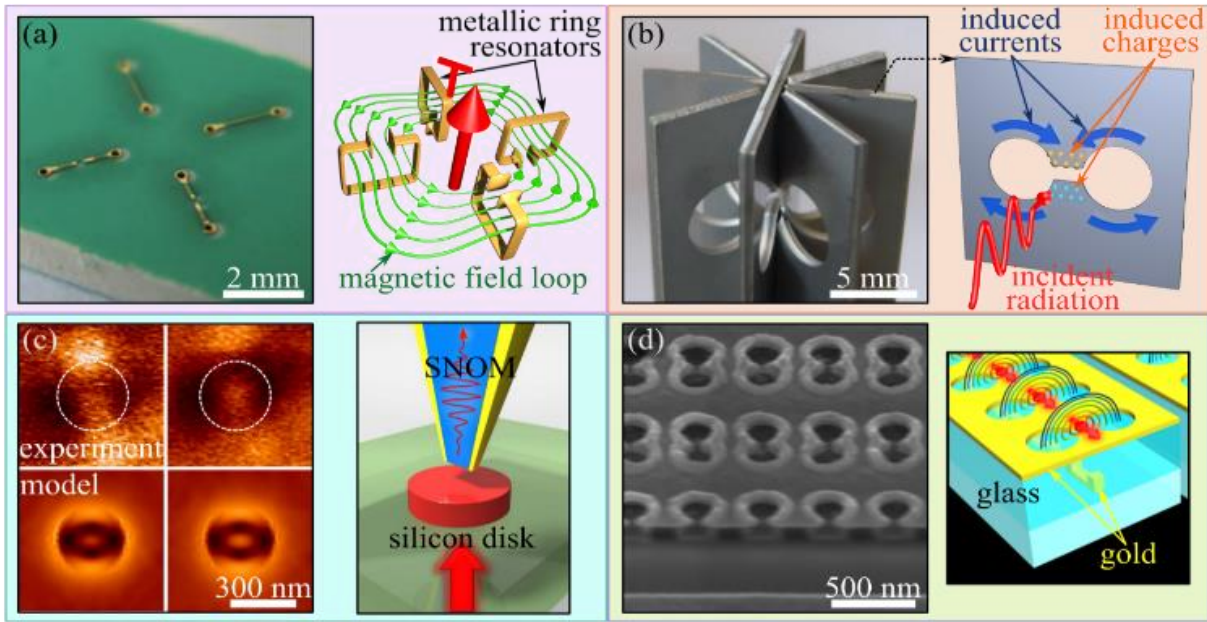 (a)
metallic ring
resonators
T
2 mm
magnetic field loop
(b)
induced
currents
induced
charges
5 mm
incident
radiation
(c)
experiment
model
300 nm
SNOM
silicon disk
(d)
500 nm
glass
gold